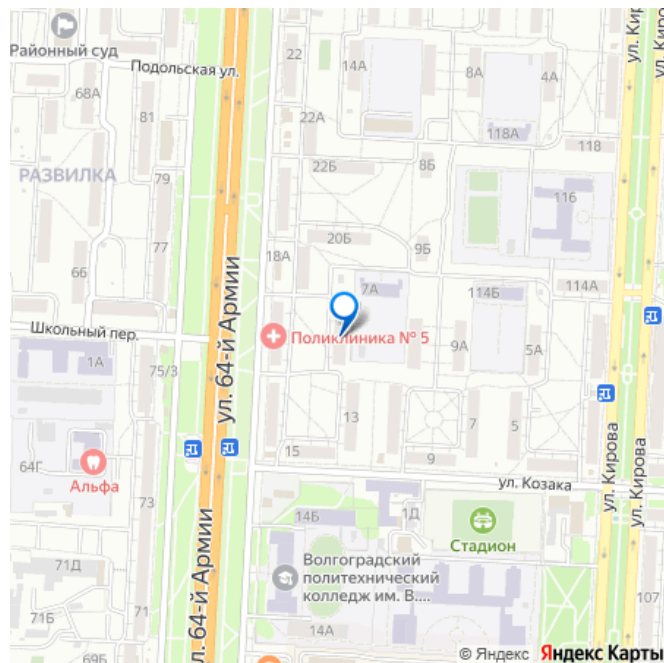 Районный суд
Подольская ул.
22
14А
8А
4А
ул. Кирова
ул. Кирова
68А
81
22А
118А
118
22Б
8Б
РАЗВИЛКА
79
116
77
20Б
9Б
18А
66
7А
114Б
114А
Школьный пер.
ул. 64-й Армии
Поликлиника № 5
1А
75/3
9А
5А
13
7
5
15
9
64Г
Альфа
73
ул. Козака
ул. Кирова
ул. Кирова
14Б
1Д
Стадион
ул. 64-й Армии
71Д
Волгоградский
политехнический
колледж им. В....
107
71Б
14А
69Б
© Яндекс Яндекс Карты